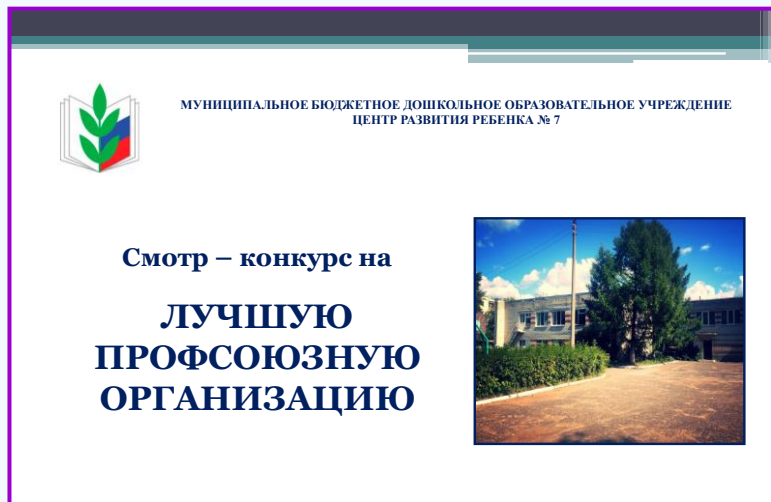 МУНИЦИПАЛЬНОЕ БЮДЖЕТНОЕ ДОШКОЛЬНОЕ ОБРАЗОВАТЕЛЬНОЕ УЧРЕЖДЕНИЕ
ЦЕНТР РАЗВИТИЯ РЕБЕНКА № 7
Смотр – конкурс на
ЛУЧШУЮ
ПРОФСОЮЗНУЮ
ОРГАНИЗАЦИЮ